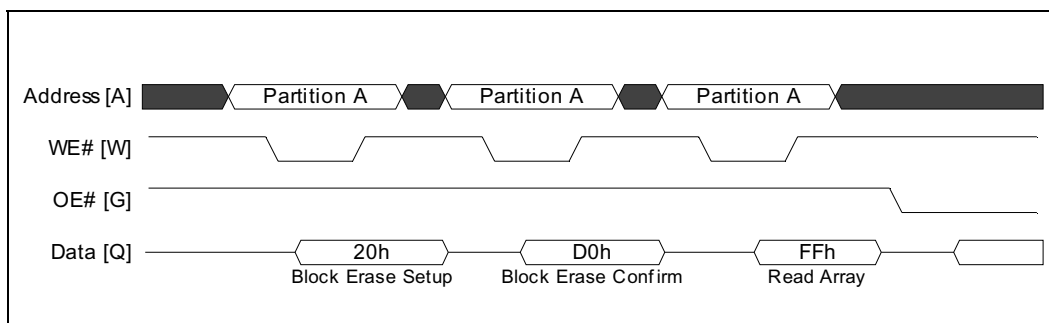 Address [A] Partition A Partition A Partition A
WE# [W]
OE# [G]
Data [Q] 20h D0h FFh
Block Erase Setup Block Erase Confirm Read Array